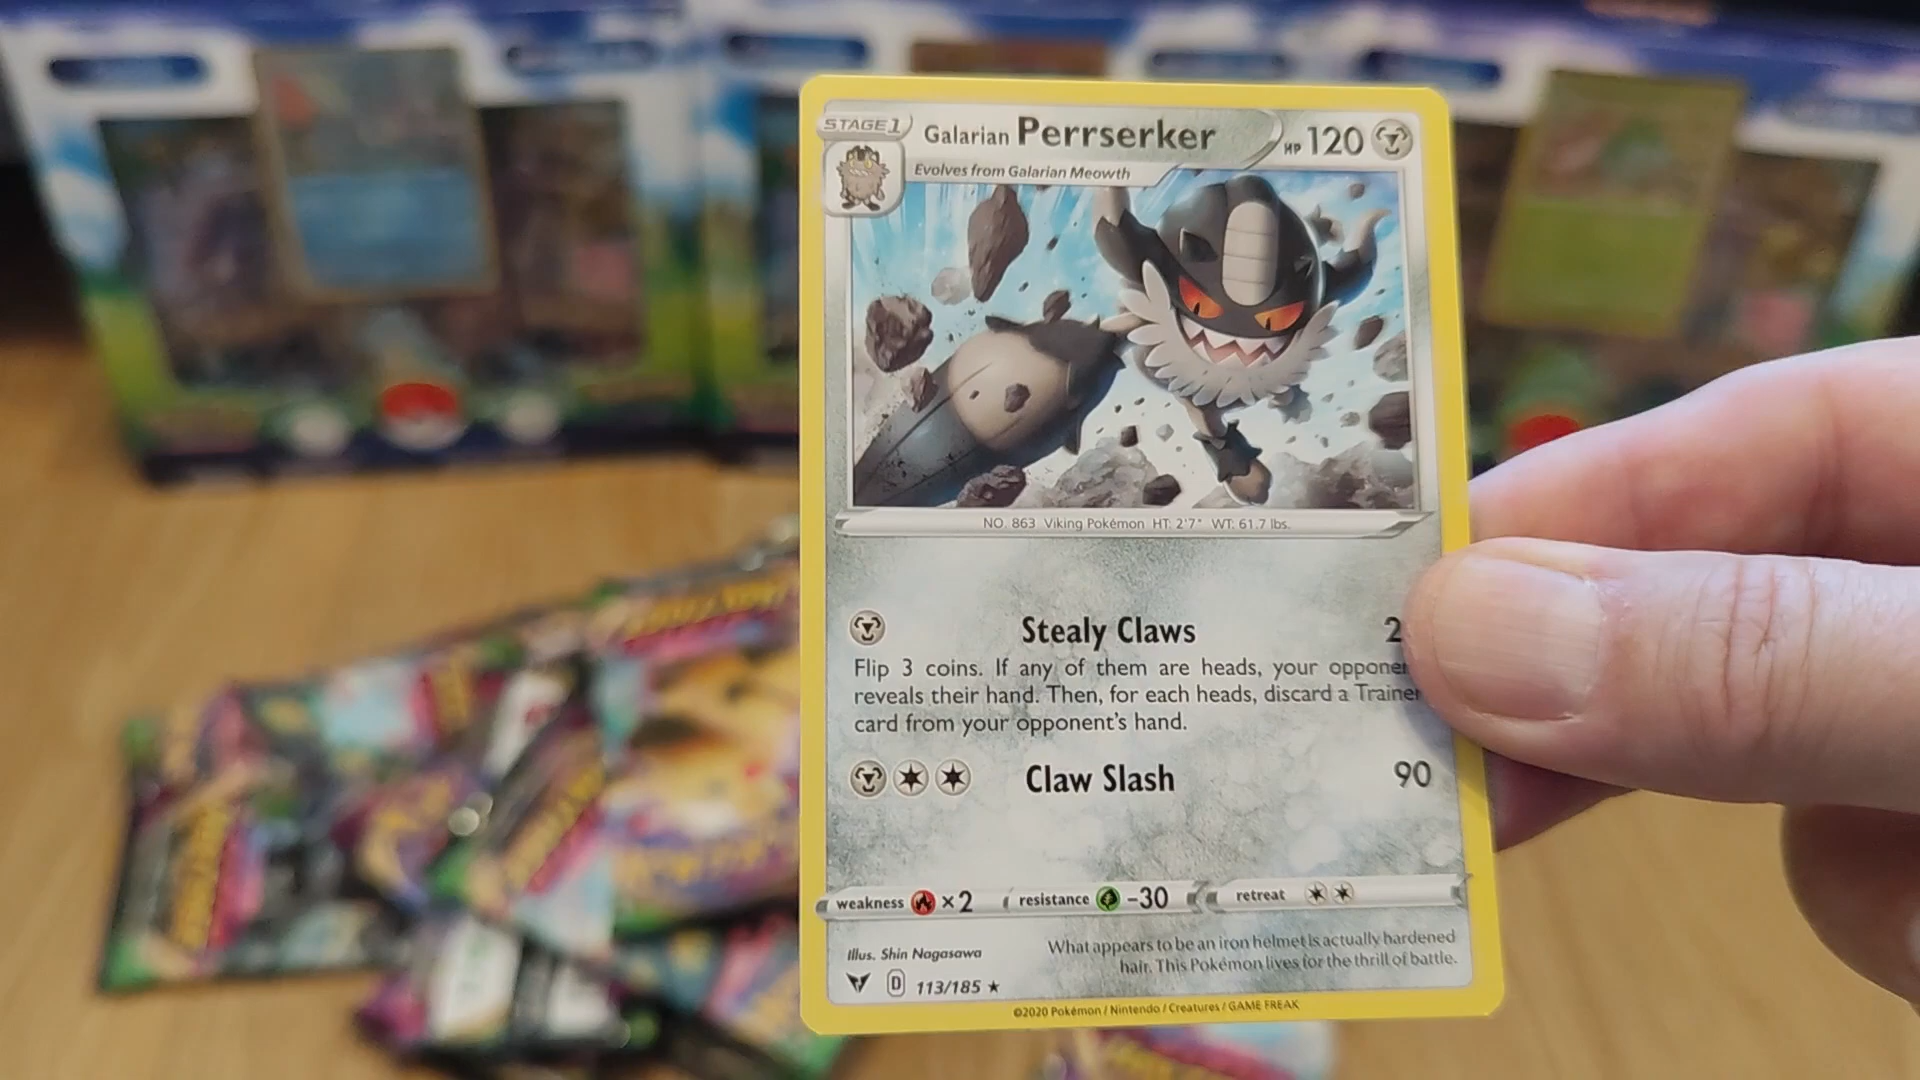 STAGE 1
Galarian Perrserker
HP 120
Evolves from Galarian Meowth
NO. 863 Viking Pokémon HT: 2'7" WT: 61.7 lbs.
Stealy Claws 2
Flip 3 coins. If any of them are heads, your
reveals their hand. Then, for each heads, discard a Trainer
card from your opponent's hand.
Claw Slash 90
weakness ×2 resistance -30 retreat
Illus. Shin Nagasawa
What appears to be an iron helmet is actually hardened
hair. This Pokémon lives for the thrill of battle.
D 113/185
©2020 Pokémon / Nintendo / Creatures / GAME FREAK